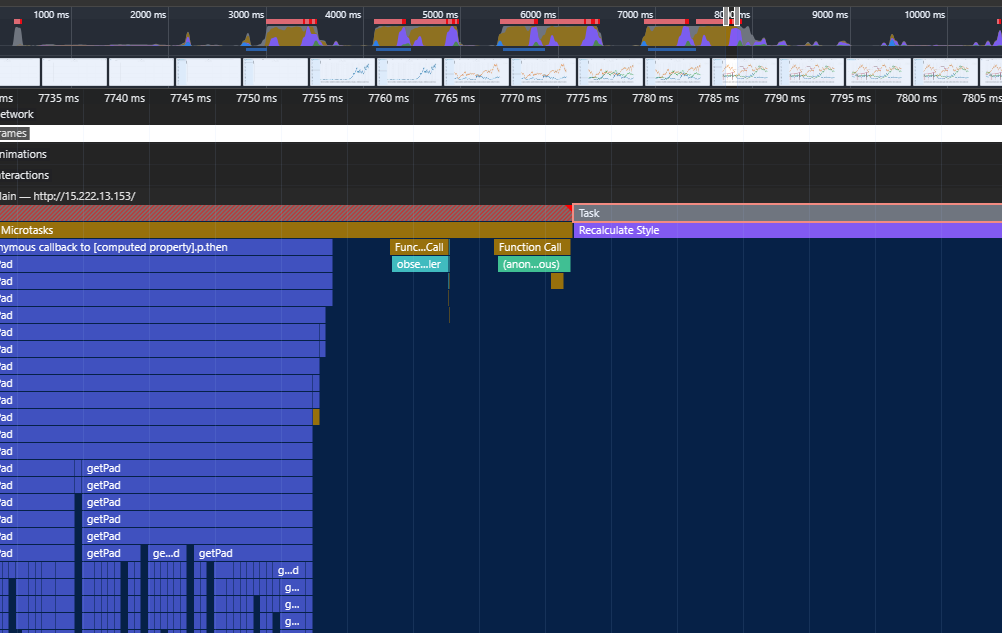 1000 ms 2000 ms 3000 ms 4000 ms 5000 ms 6000 ms 7000 ms 8000 ms 9000 ms 10000 ms
ms 7735 ms 7740 ms 7745 ms 7750 ms 7755 ms 7760 ms 7765 ms 7770 ms 7775 ms 7780 ms 7785 ms 7790 ms 7795 ms 7800 ms 7805 ms
etwork
rames
nimations
nteractions
lain — http://15.222.13.153/
Task
Microtasks Recalculate Style
nymous callback to [computed property].p.then Func...Call Function Call
Pad obse...ler (anon...ous)
Pad
Pad
Pad
Pad
Pad
Pad
Pad
Pad
Pad
Pad
Pad
Pad getPad
Pad getPad
Pad getPad
Pad getPad
Pad getPad
Pad getPad ge...d getPad
g...d
g...
g...
g...